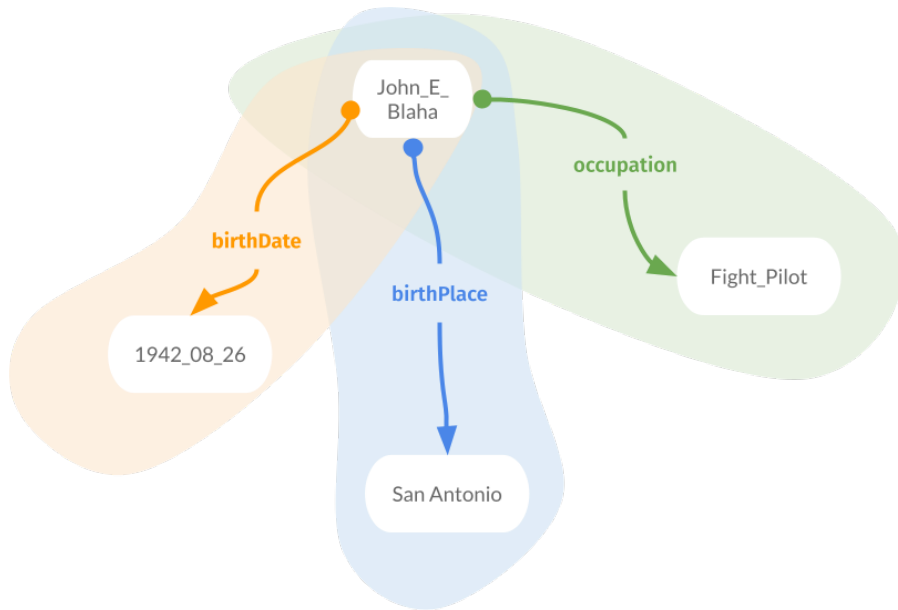 John_E_
Blaha
occupation
birthDate
Fight_Pilot
birthPlace
1942_08_26
San Antonio